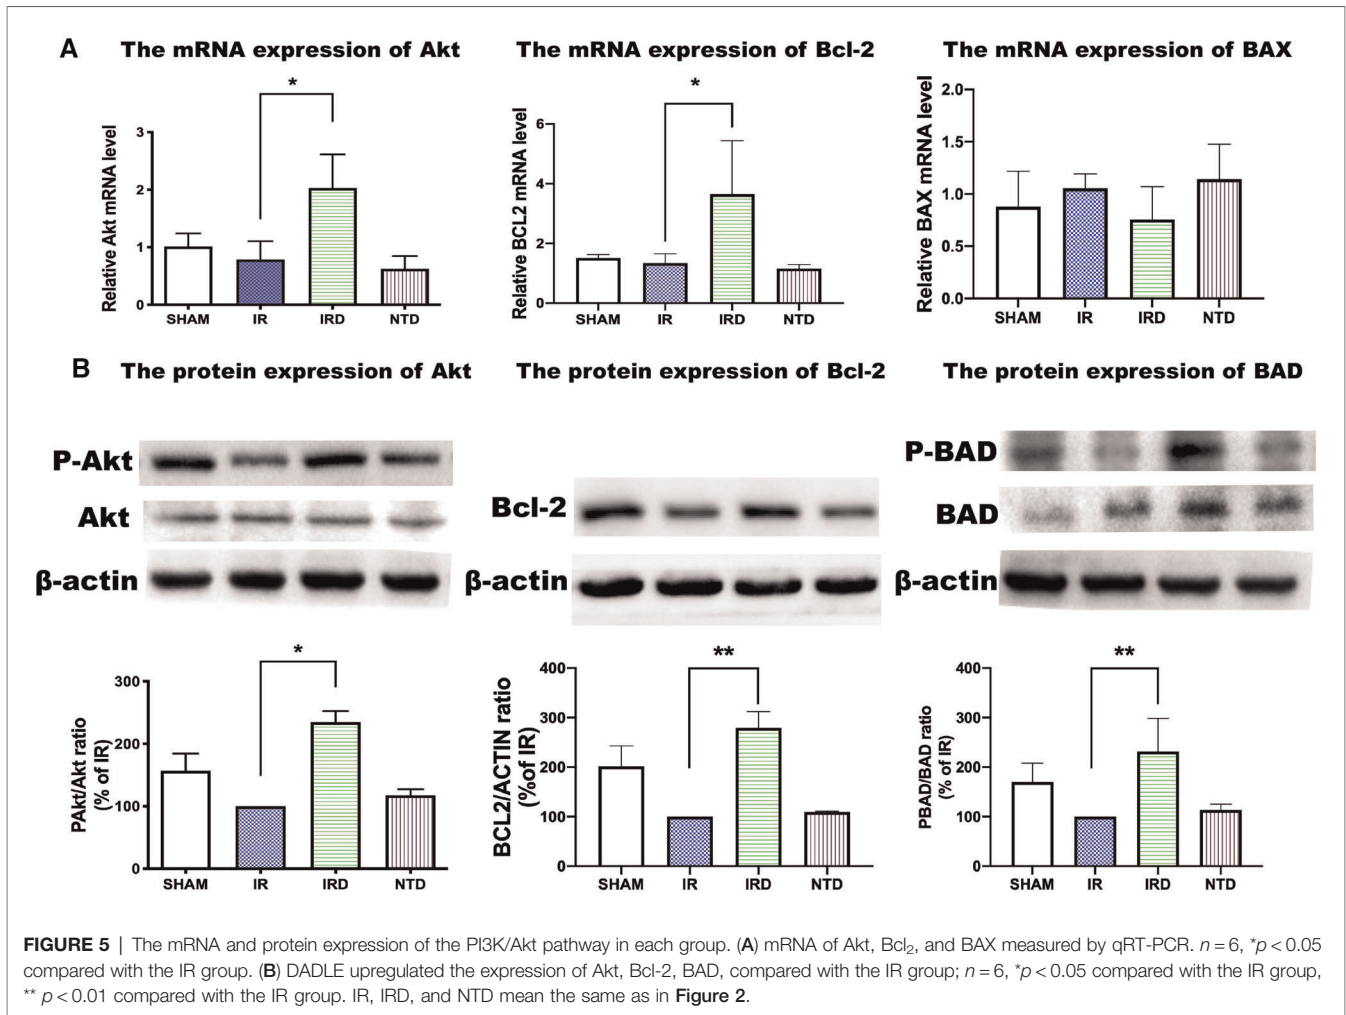 A The mRNA expression of Akt The mRNA expression of Bcl-2 The mRNA expression of BAX
*
Relative Akt mRNA level
3
2
1
0
SHAM IR IRD NTD
*
Relative BCL2 mRNA level
6
4
2
0
SHAM IR IRD NTD
Relative BAX mRNA level
2.0
1.5
1.0
0.5
0.0
SHAM IR IRD NTD
B The protein expression of Akt The protein expression of Bcl-2 The protein expression of BAD
P-Akt
Akt
β-actin
Bcl-2
β-actin
P-BAD
BAD
β-actin
*
PAkt/Akt ratio
(% of IR)
300
200
100
0
SHAM IR IRD NTD
**
BCL2/ACTIN ratio
(%of IR)
400
300
200
100
0
SHAM IR IRD NTD
**
PBAD/BAD ratio
(% of IR)
400
300
200
100
0
SHAM IR IRD NTD
FIGURE 5 | The mRNA and protein expression of the PI3K/Akt pathway in each group. (A) mRNA of Akt, Bcl₂, and BAX measured by qRT-PCR. n = 6, *p < 0.05
compared with the IR group. (B) DADLE upregulated the expression of Akt, Bcl-2, BAD, compared with the IR group; n = 6, *p < 0.05 compared with the IR group,
** p < 0.01 compared with the IR group. IR, IRD, and NTD mean the same as in Figure 2.